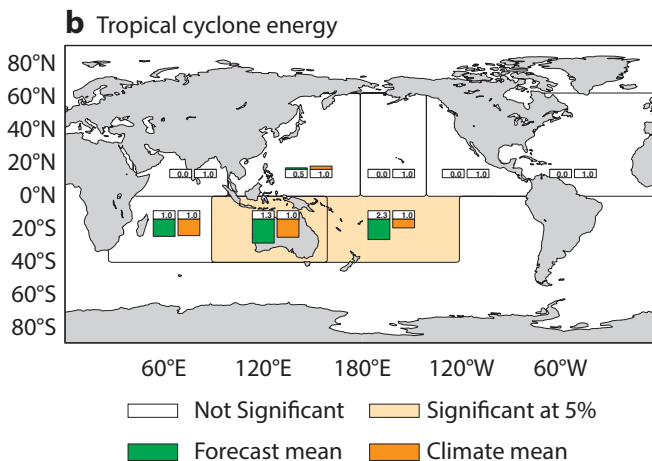 b Tropical cyclone energy
80°N
60°N
40°N
20°N
0°N
20°S
40°S
60°S
80°S
0.0 1.0
0.5 1.0
0.0 1.0
0.0 1.0
0.0 1.0
1.0 1.0
1.3 1.0
2.3 1.0
60°E 120°E 180°E 120°W 60°W
Not Significant Significant at 5%
Forecast mean Climate mean